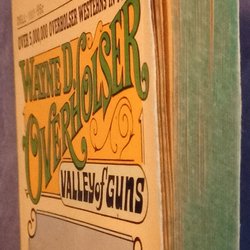 OVER 5,000,000 OVERHOLSER WESTERNS IN
WAYNE D.
OVERHOLSER
VALLEY of GUNS